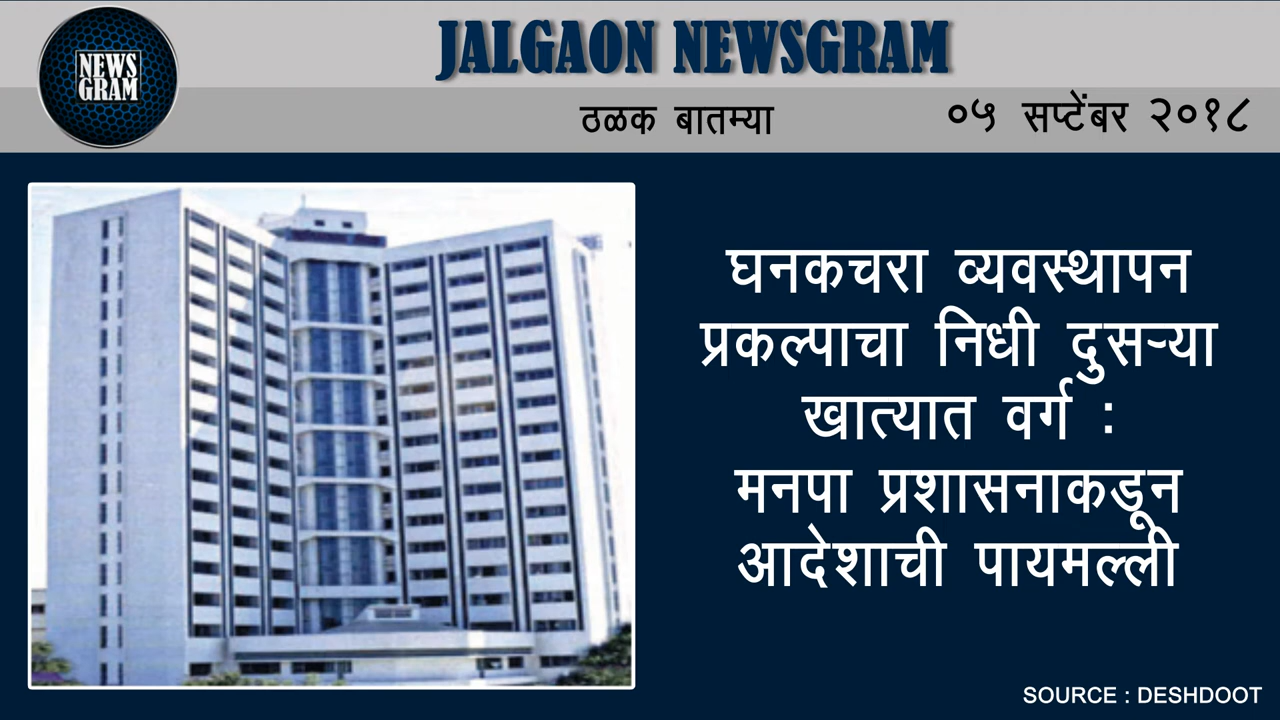 NEWS
GRAM
JALGAON NEWSGRAM
ठळक बातम्या
०५ सप्टेंबर २०१८
घनकचरा व्यवस्थापन
प्रकल्पाचा निधी दुसऱ्या
खात्यात वर्ग :
मनपा प्रशासनाकडून
आदेशाची पायमल्ली
SOURCE : DESHDOOT